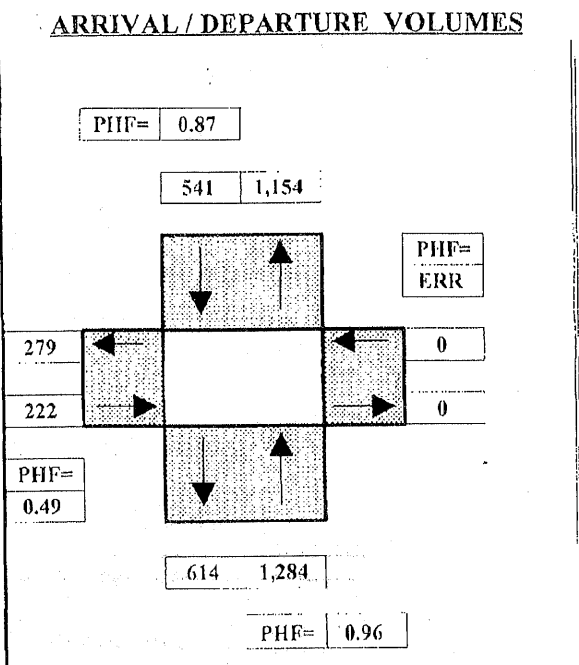 ARRIVAL / DEPARTURE VOLUMES
PHF= 0.87
541 1,154
PHF=
ERR
279 0
222 0
PHF=
0.49
614 1,284
PHF= 0.96